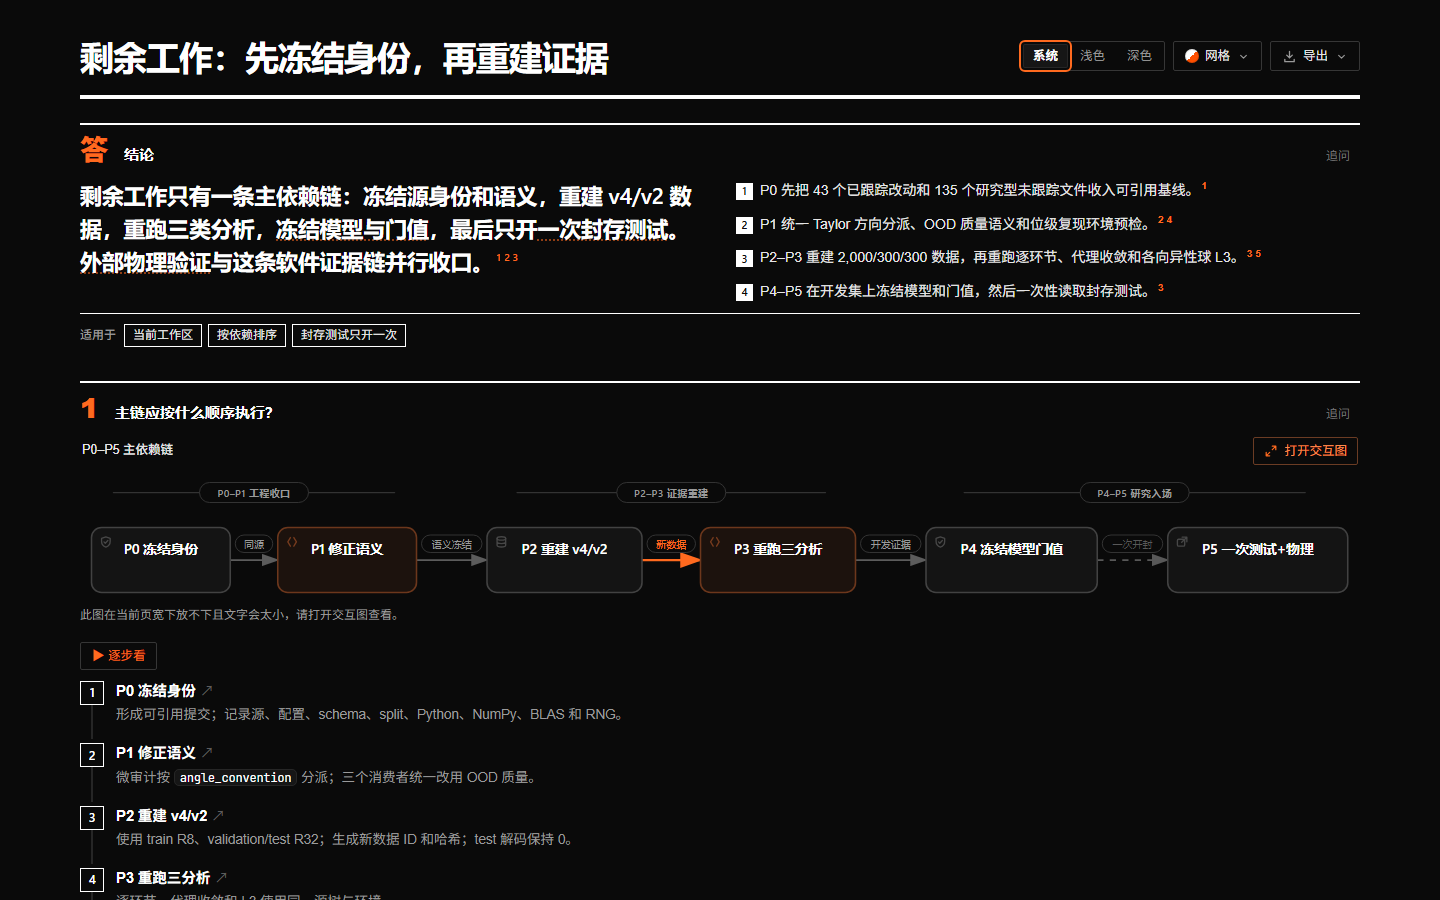 剩余工作：先冻结身份，再重建证据
系统 浅色 深色 网格 导出
答 结论 追问
剩余工作只有一条主依赖链：冻结源身份和语义，重建 v4/v2 数
据，重跑三类分析，冻结模型与门值，最后只开一次封存测试。
外部物理验证与这条软件证据链并行收口。 1 2 3
1 P0 先把 43 个已跟踪改动和 135 个研究型未跟踪文件收入可引用基线。 1
2 P1 统一 Taylor 方向分派、OOD 质量语义和位级复现环境预检。 2 4
3 P2–P3 重建 2,000/300/300 数据，再重跑逐环节、代理收敛和各向异性球 L3。 3 5
4 P4–P5 在开发集上冻结模型和门值，然后一次性读取封存测试。 3
适用于 当前工作区 按依赖排序 封存测试只开一次
1 主链应按什么顺序执行? 追问
P0–P5 主依赖链 打开交互图
P0–P1 工程收口 P2–P3 证据重建 P4–P5 研究入场
P0 冻结身份 同源 P1 修正语义 语义冻结 P2 重建 v4/v2 新数据 P3 重跑三分析 开发证据 P4 冻结模型门值 一次开封 P5 一次测试+物理
此图在当前页宽下放不下且文字会太小，请打开交互图查看。
逐步看
1 P0 冻结身份
形成可引用提交；记录源、配置、schema、split、Python、NumPy、BLAS 和 RNG。
2 P1 修正语义
微审计按 angle_convention 分派；三个消费者统一改用 OOD 质量。
3 P2 重建 v4/v2
使用 train R8、validation/test R32；生成新数据 ID 和哈希；test 解码保持 0。
4 P3 重跑三分析